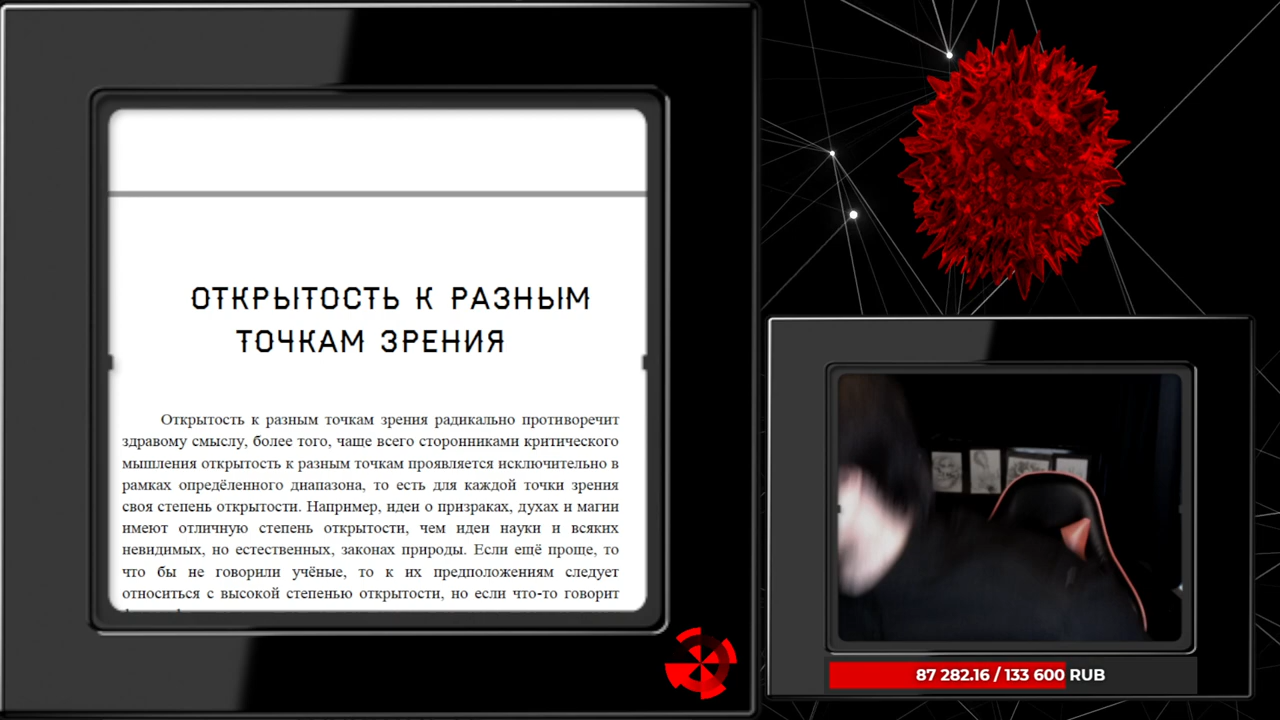 ОТКРЫТОСТЬ К РАЗНЫМ
ТОЧКАМ ЗРЕНИЯ
Открытость к разным точкам зрения радикально противоречит
здравому смыслу, более того, чаще всего сторонниками критического
мышления открытость к разным точкам проявляется исключительно в
рамках опредёленного диапазона, то есть для каждой точки зрения
своя степень открытости. Например, идеи о призраках, духах и магии
имеют отличную степень открытости, чем идеи науки и всяких
невидимых, но естественных, законах природы. Если ещё проще, то
что бы не говорили учёные, то к их предположениям следует
относиться с высокой степенью открытости, но если что-то говорит
87 282.16 / 133 600 RUB